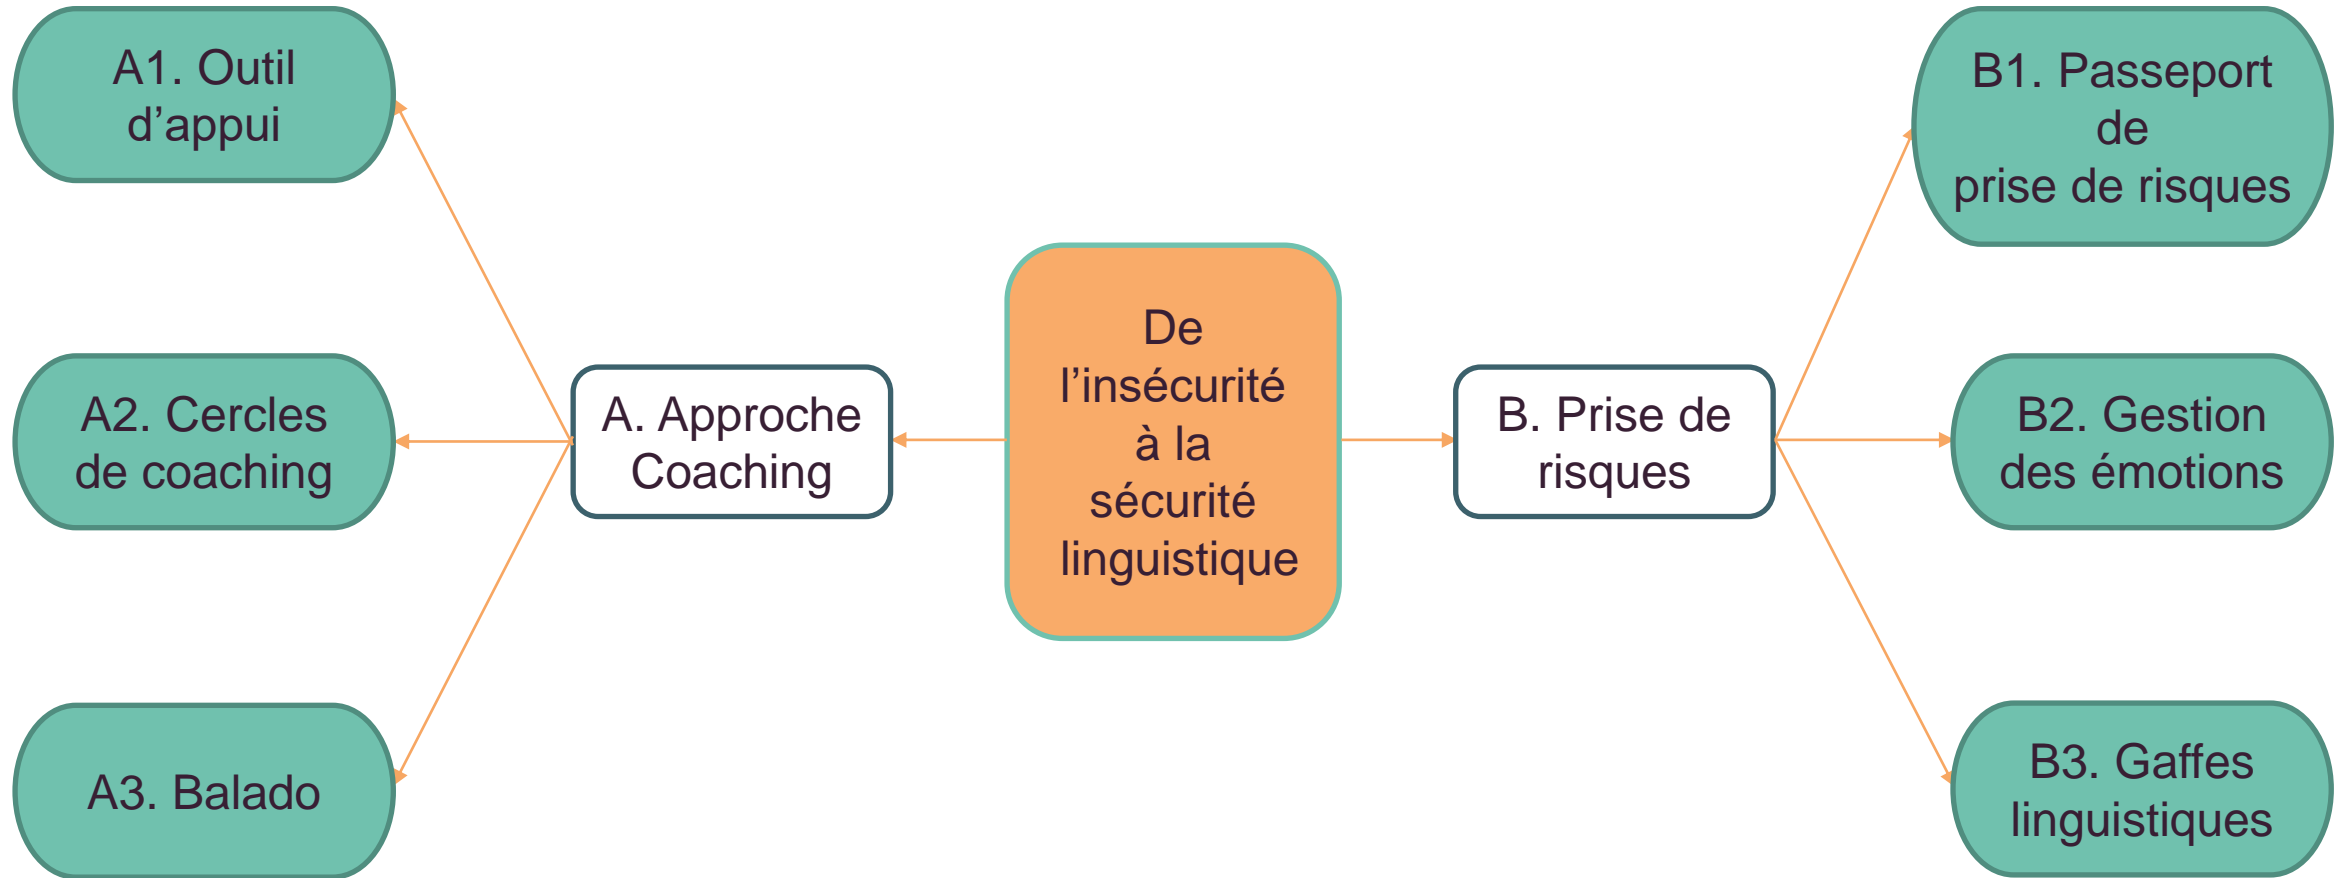 A1. Outil
d’appui
A2. Cercles
de coaching
A3. Balado
A. Approche
Coaching
De
l’insécurité
à la
sécurité
linguistique
B. Prise de
risques
B1. Passeport
de
prise de risques
B2. Gestion
des émotions
B3. Gaffes
linguistiques